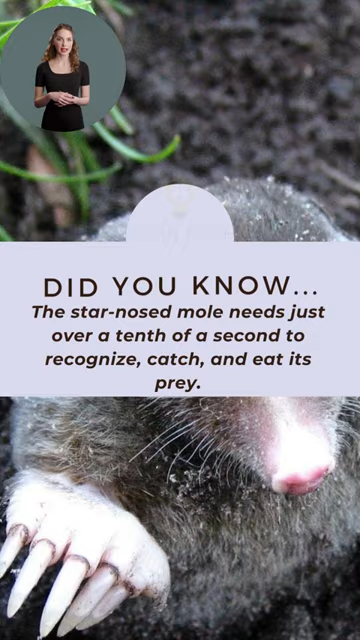 DID YOU KNOW...
The star-nosed mole needs just
over a tenth of a second to
recognize, catch, and eat its
prey.